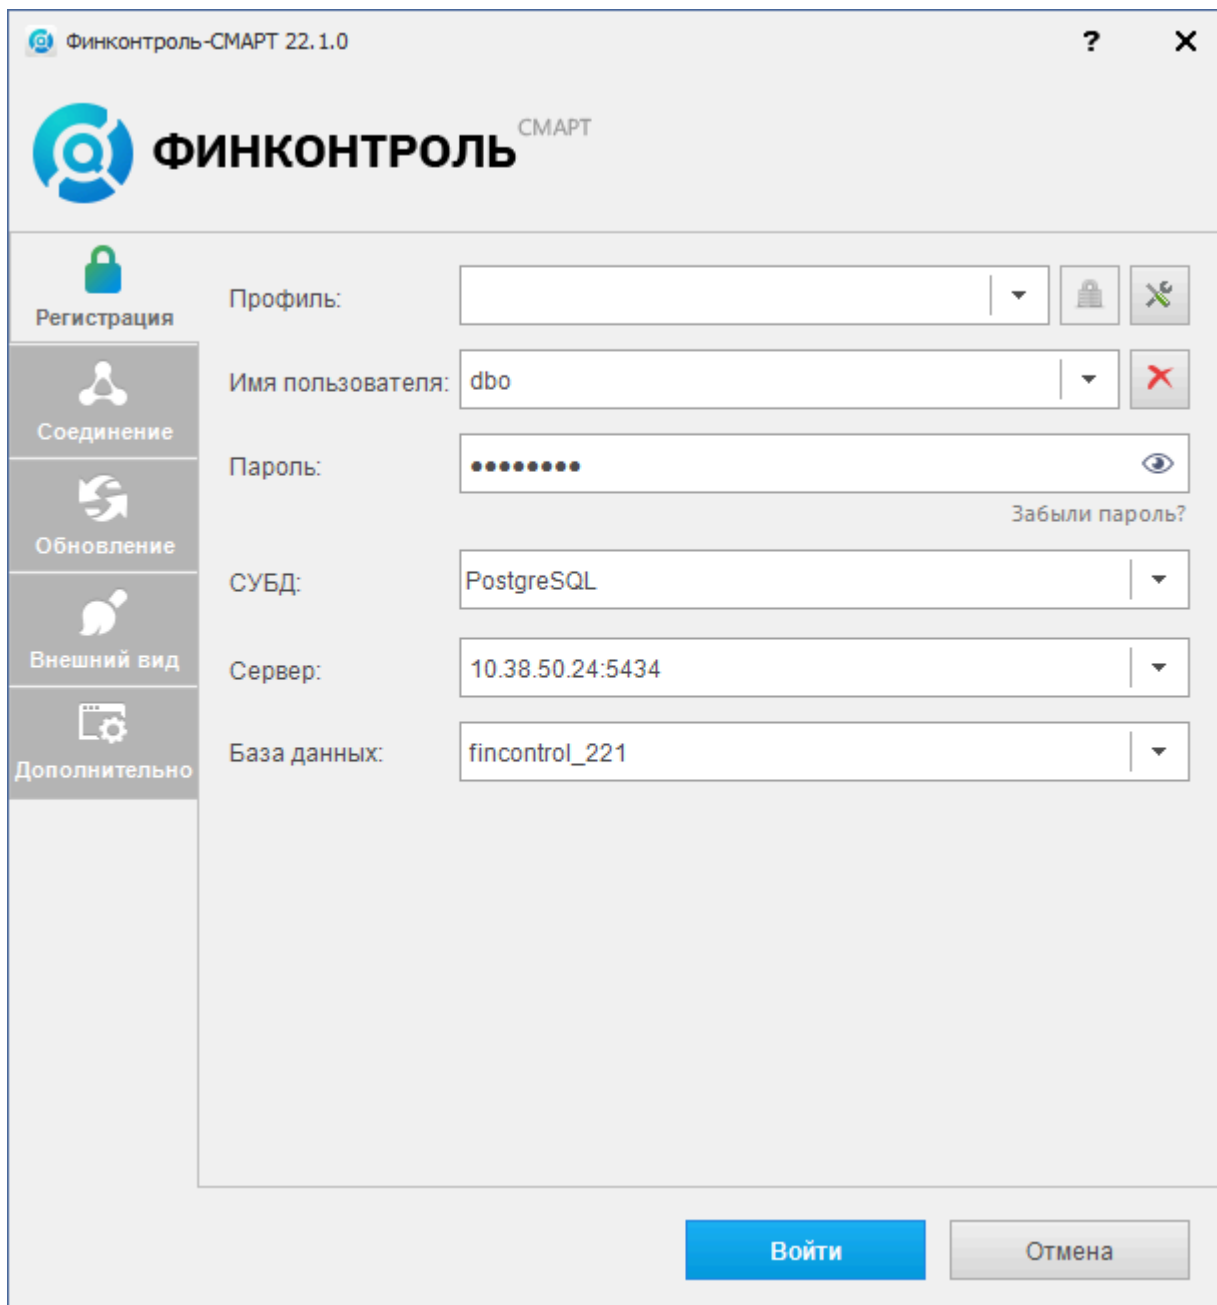 Финконтроль-СМАРТ 22.1.0
?
ФИНКОНТРОЛЬ СМАРТ
Регистрация
Соединение
Обновление
Внешний вид
Дополнительно
Профиль:
Имя пользователя: dbo
Пароль: ●●●●●●●●
Забыли пароль?
СУБД: PostgreSQL
Сервер: 10.38.50.24:5434
База данных: fincontrol_221
Войти
Отмена